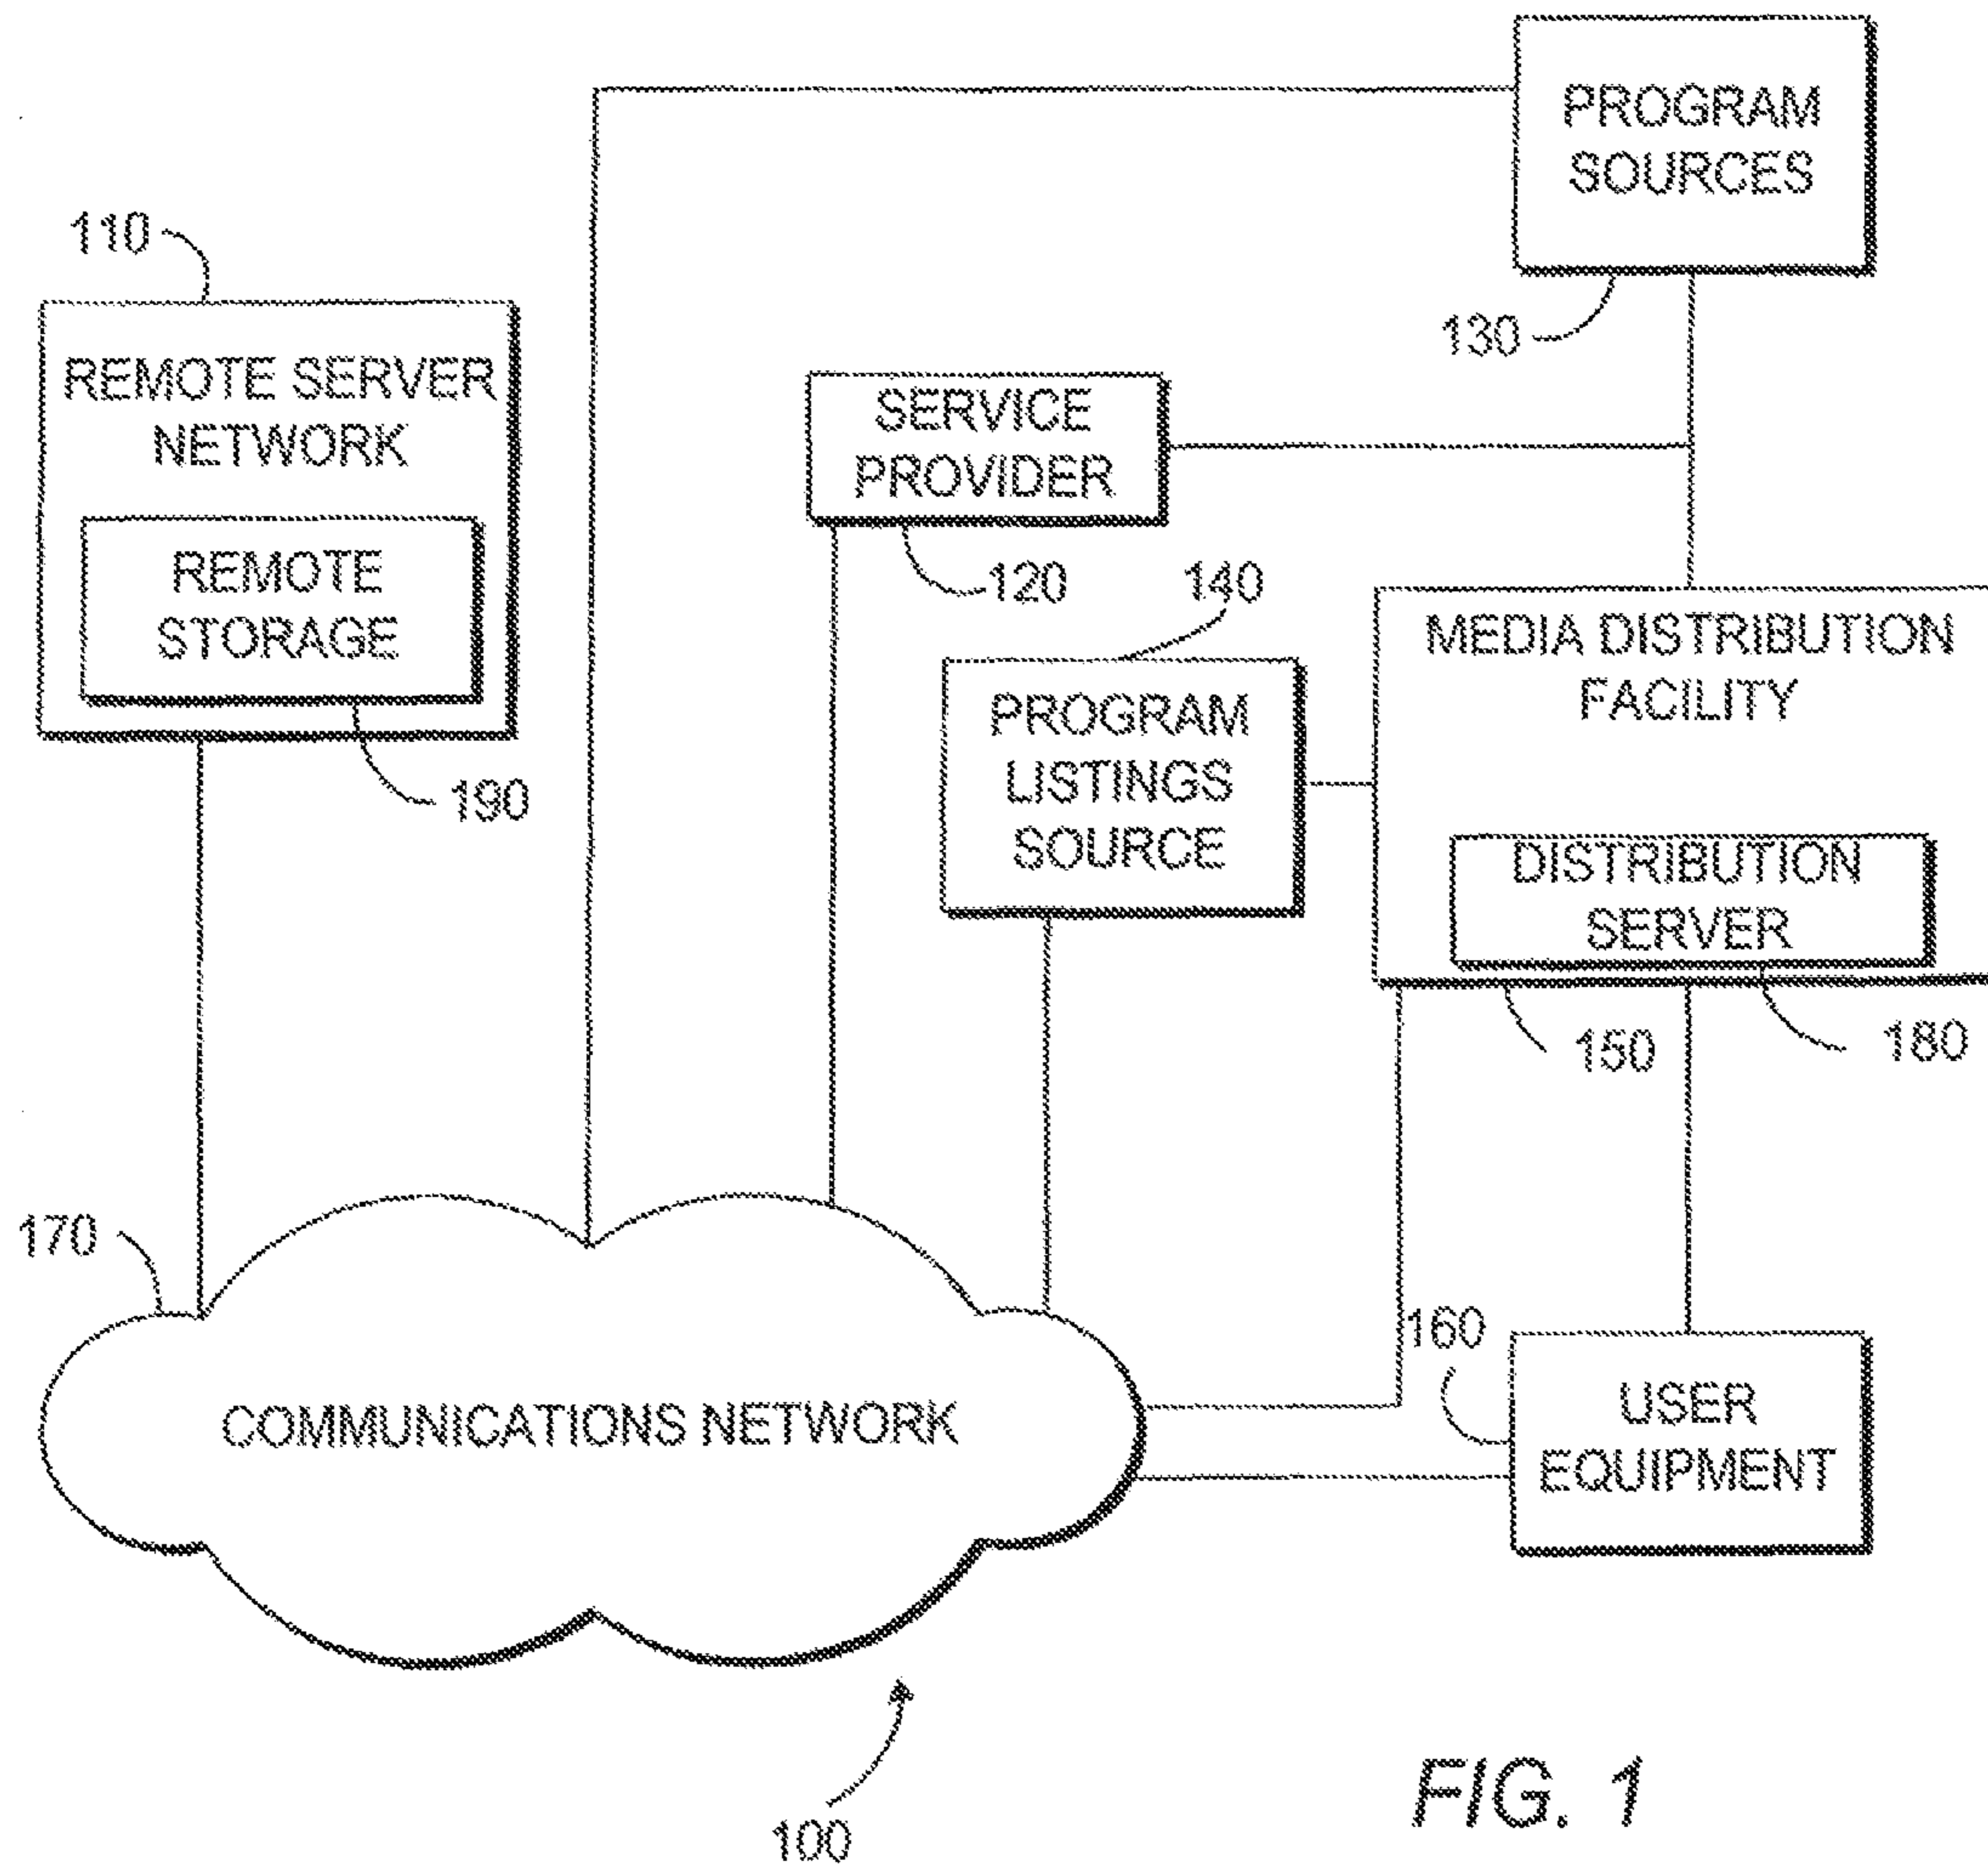 PROGRAM
SOURCES
130
110
REMOTE SERVER
NETWORK
REMOTE
STORAGE
190
SERVICE
PROVIDER
120
140
PROGRAM
LISTINGS
SOURCE
MEDIA DISTRIBUTION
FACILITY
DISTRIBUTION
SERVER
150
180
170
COMMUNICATIONS NETWORK
160
USER
EQUIPMENT
100
FIG. 1